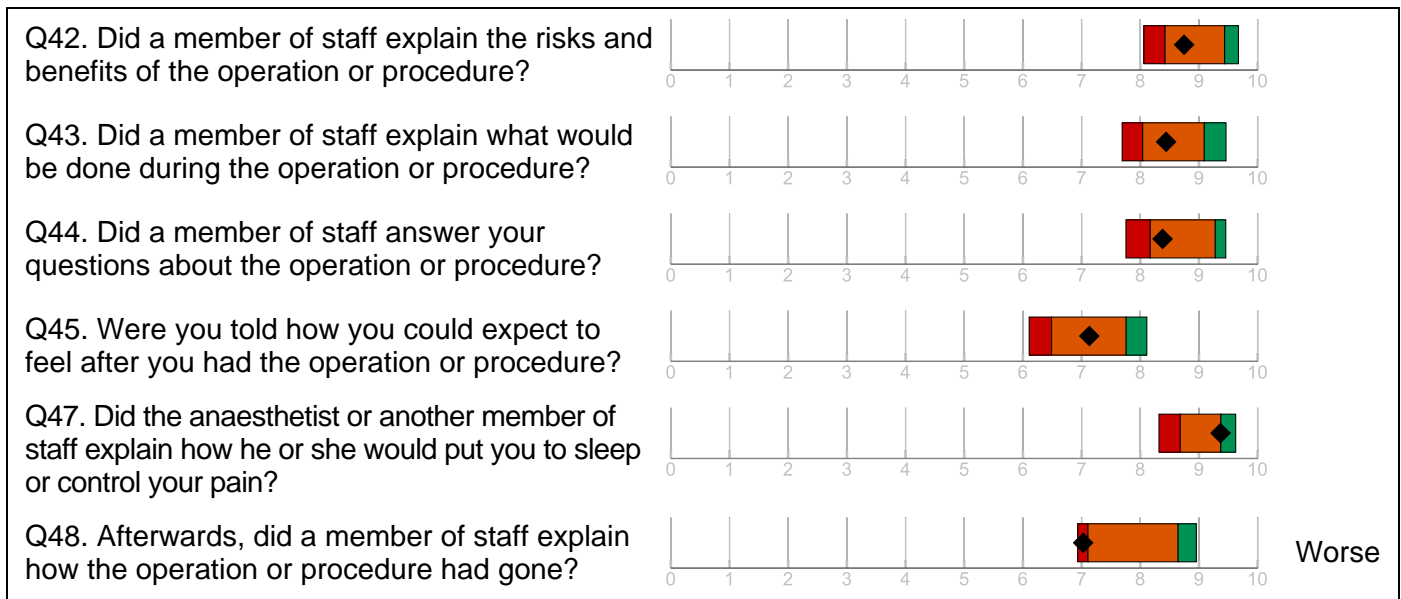 Q42. Did a member of staff explain the risks and
benefits of the operation or procedure?
0 1 2 3 4 5 6 7 8 9 10
Q43. Did a member of staff explain what would
be done during the operation or procedure?
0 1 2 3 4 5 6 7 8 9 10
Q44. Did a member of staff answer your
questions about the operation or procedure?
0 1 2 3 4 5 6 7 8 9 10
Q45. Were you told how you could expect to
feel after you had the operation or procedure?
0 1 2 3 4 5 6 7 8 9 10
Q47. Did the anaesthetist or another member of
staff explain how he or she would put you to sleep
or control your pain?
0 1 2 3 4 5 6 7 8 9 10
Q48. Afterwards, did a member of staff explain
how the operation or procedure had gone?
0 1 2 3 4 5 6 7 8 9 10
Worse